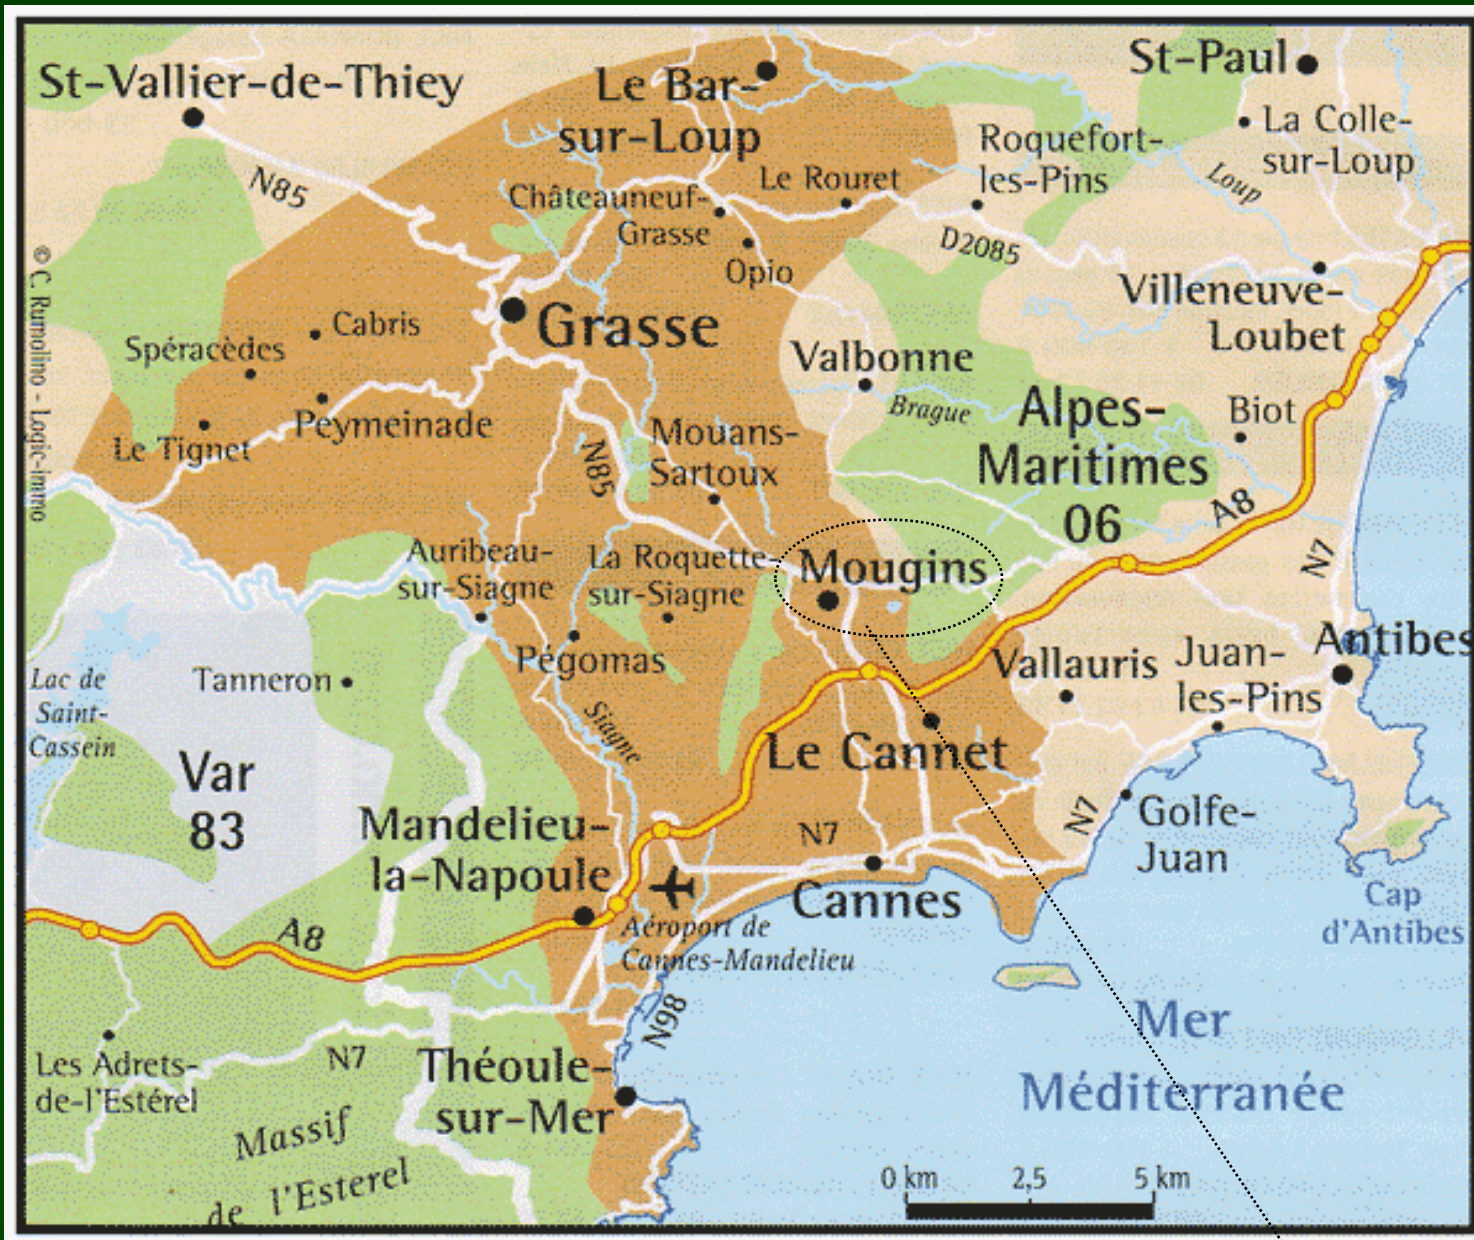 St-Vallier-de-Thiey
Le Bar-
sur-Loup
St-Paul
La Colle-
sur-Loup
Roquefort-
les-Pins
Loup
N85
Châteauneuf-
Grasse
Le Rouret
Opio
D2085
Villeneuve-
Loubet
© C. Rumolino - Logic-immo
Grasse
Cabris
Spéracèdes
Peymeinade
Le Tignet
Valbonne
Brague
Alpes-
Maritimes
06
Biot
A8
N7
Mouans-
Sartoux
N85
Auribeau-
sur-Siagne
La Roquette-
sur-Siagne
Mougins
Pégomas
Tanneron
Lac de
Saint-
Cassein
Var
83
Siagne
Vallauris
Juan-
les-Pins
Antibes
Le Cannet
Mandelieu-
la-Napoule
N7
N7
Golfe-
Juan
Cannes
Cap
d'Antibes
A8
Aéroport de
Cannes-Mandelieu
N98
Mer
Méditerranée
Les Adrets-
de-l'Estérel
N7
Théoule-
sur-Mer
Massif
de l'Esterel
0 km 2,5 5 km